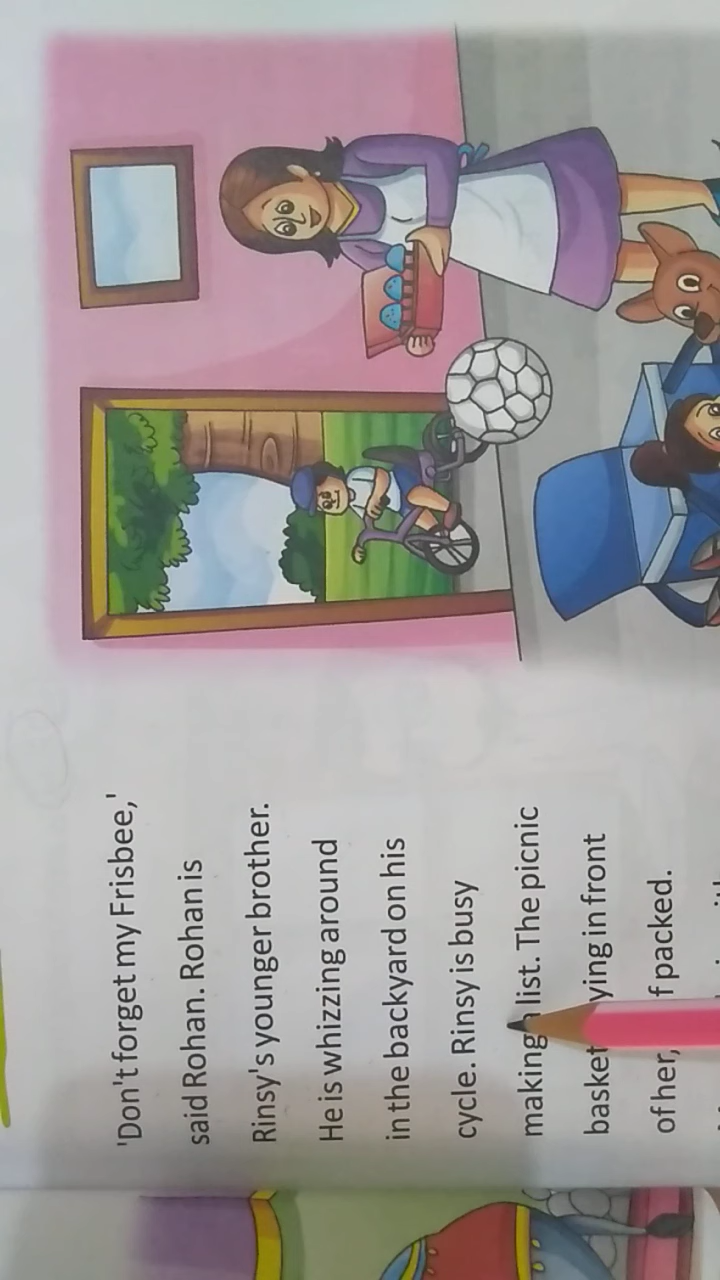 'Don't forget my Frisbee,'
said Rohan. Rohan is
Rinsy's younger brother.
He is whizzing around
in the backyard on his
cycle. Rinsy is busy
making list. The picnic
basket ying in front
of her, f packed.